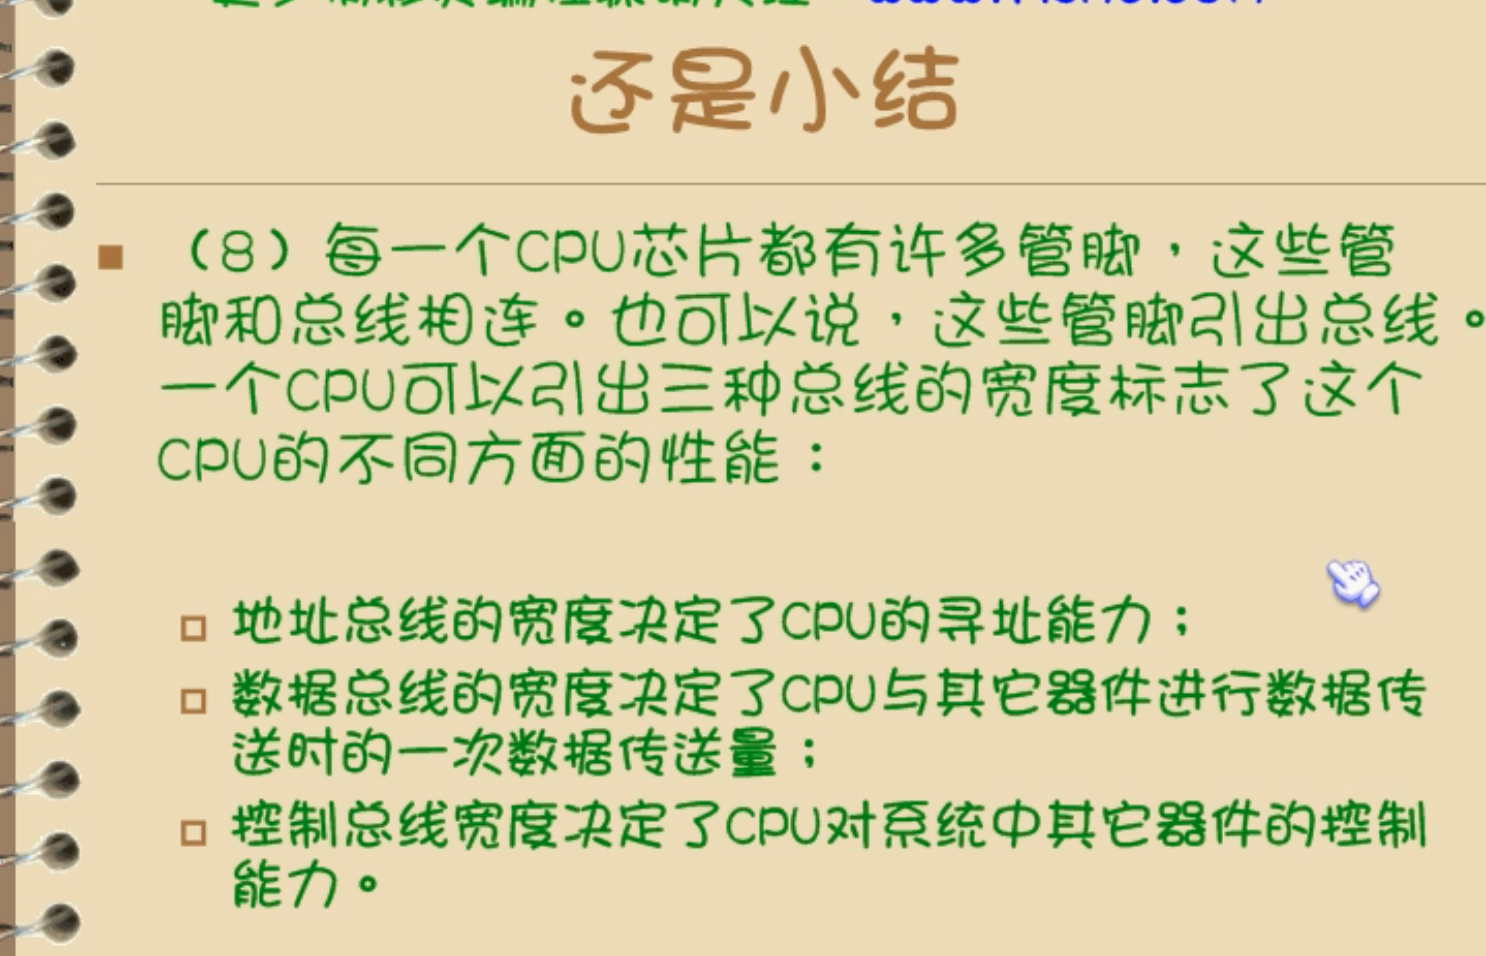 还是小结
（8）每一个CPU芯片都有许多管脚，这些管
脚和总线相连。也可以说，这些管脚引出总线。
一个CPU可以引出三种总线的宽度标志了这个
CPU的不同方面的性能：
地址总线的宽度决定了CPU的寻址能力；
数据总线的宽度决定了CPU与其它器件进行数据传
送时的一次数据传送量；
控制总线宽度决定了CPU对系统中其它器件的控制
能力。